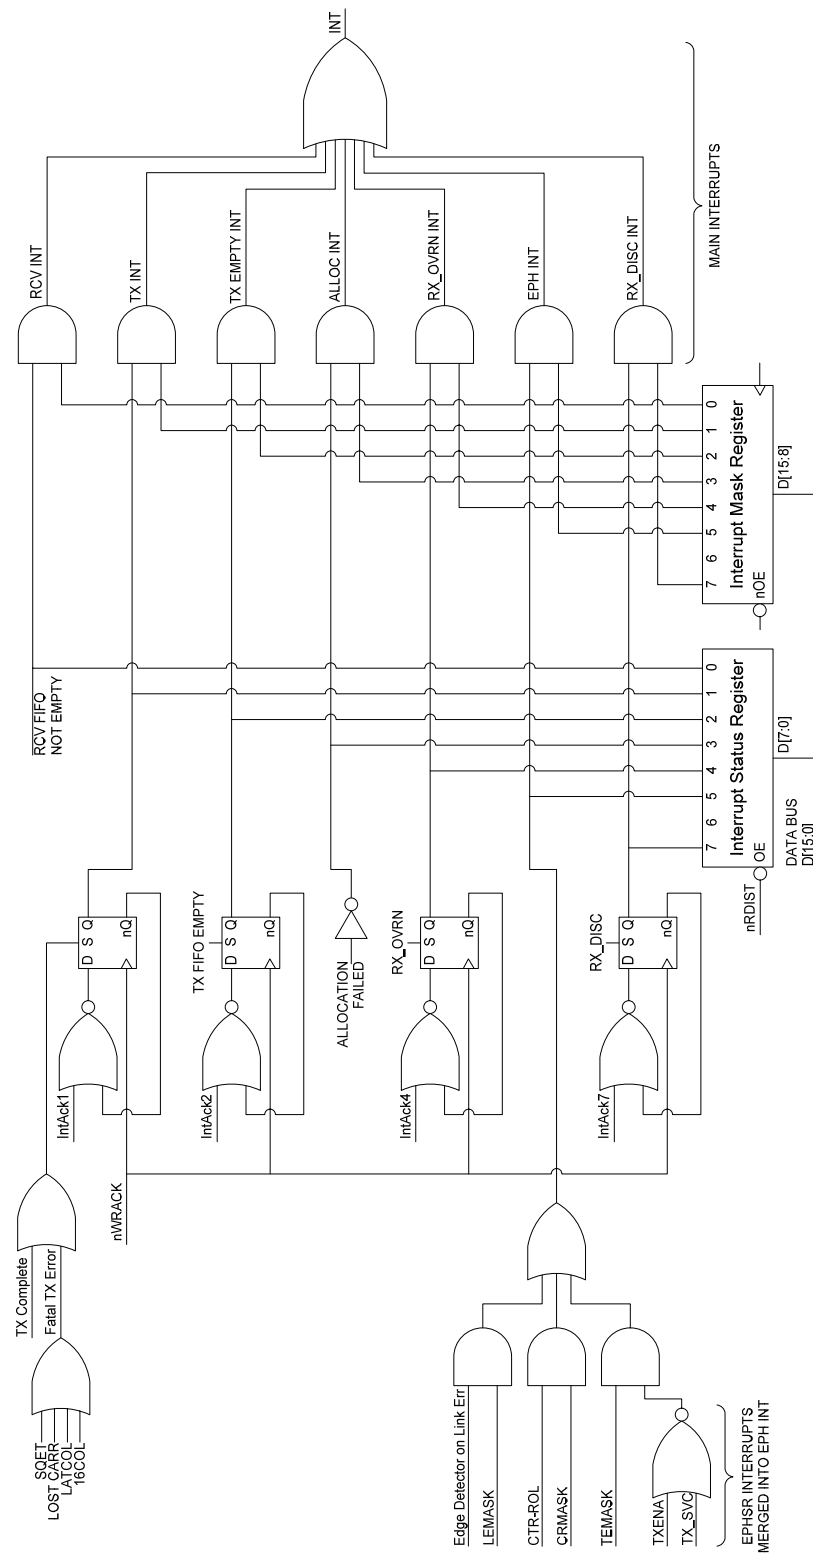 INT
RCV INT
TX INT
TX EMPTY INT
ALLOC INT
RX_OVRN INT
EPH INT
RX_DISC INT
MAIN INTERRUPTS
0
1
2
3
4
5
6
7
Interrupt Mask Register
nOE
D[15:8]
RCV FIFO
NOT EMPTY
0
1
2
3
4
5
6
7
Interrupt Status Register
OE
nRDIST
D[7:0]
DATA BUS
D[15:0]
D S Q
nQ
TX FIFO EMPTY
D S Q
nQ
ALLOCATION
FAILED
RX_OVRN
D S Q
nQ
RX_DISC
D S Q
nQ
IntAck1
IntAck2
IntAck4
IntAck7
nWRACK
TX Complete
Fatal TX Error
SQET
LOST CARR
LATCOL
16COL
Edge Detector on Link Err
LEMASK
CTR-ROL
CRMASK
TEMASK
TXENA
TX_SVC
EPHSR INTERRUPTS
MERGED INTO EPH INT